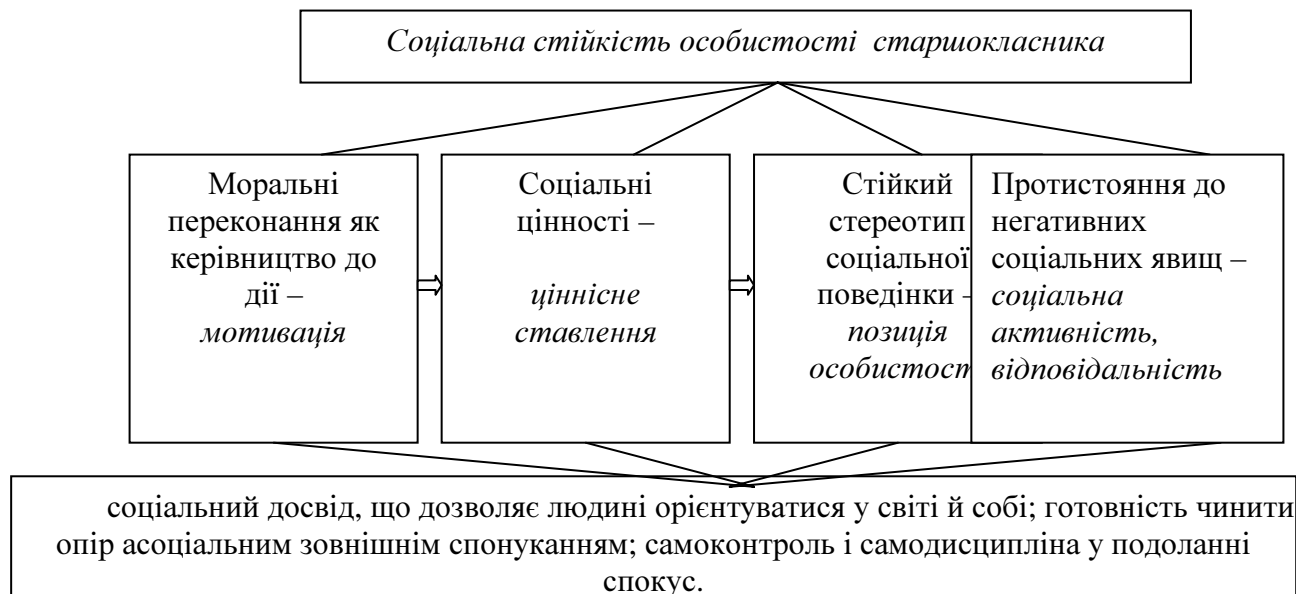 Соціальна стійкість особистості старшокласника
Моральні
переконання як
керівництво до
дії –
мотивація
Соціальні
цінності –
ціннісне
ставлення
Стійкий
стереотип
соціальної
поведінки –
позиція
особистост
Протистояння до
негативних
соціальних явищ –
соціальна
активність,
відповідальність
соціальний досвід, що дозволяє людині орієнтуватися у світі й собі; готовність чинити
опір асоціальним зовнішнім спонуканням; самоконтроль і самодисципліна у подоланні
спокус.